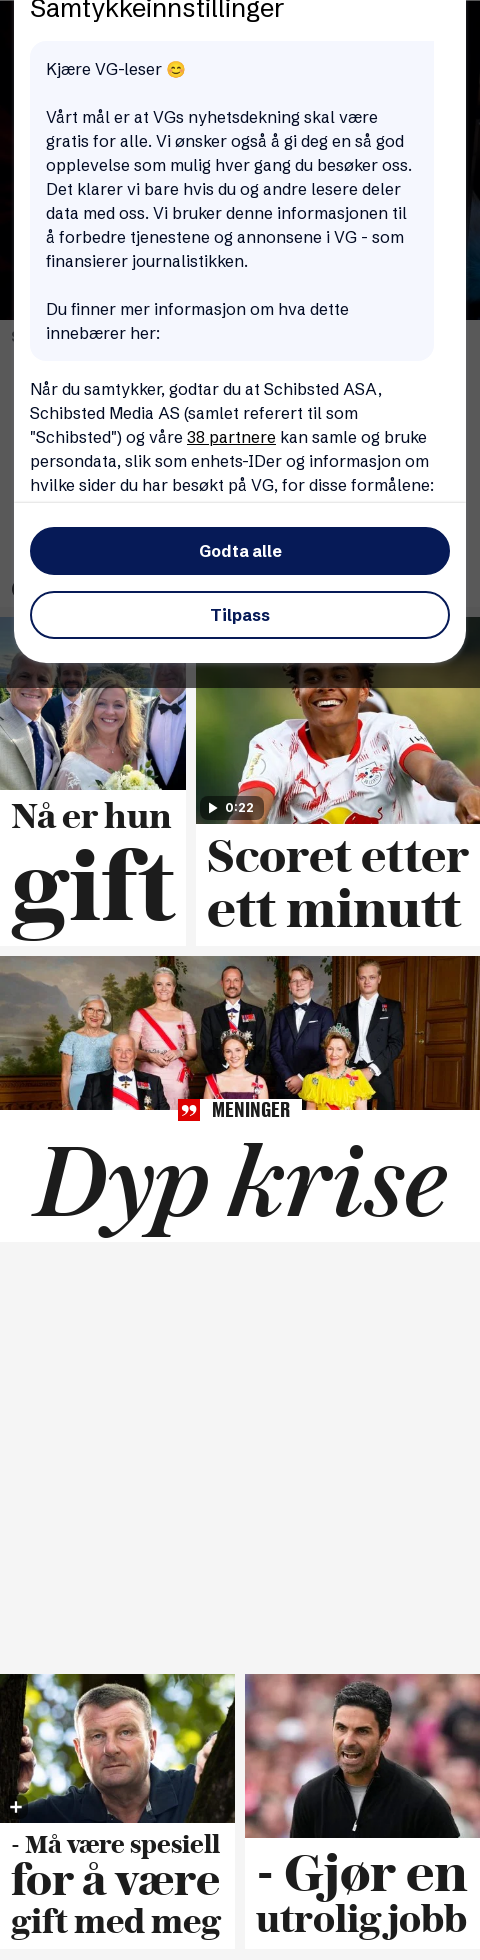 Samtykkeinnstillinger
Kjære VG-leser 😊
Vårt mål er at VGs nyhetsdekning skal være
gratis for alle. Vi ønsker også å gi deg en så god
opplevelse som mulig hver gang du besøker oss.
Det klarer vi bare hvis du og andre lesere deler
data med oss. Vi bruker denne informasjonen til
å forbedre tjenestene og annonsene i VG - som
finansierer journalistikken.
Du finner mer informasjon om hva dette
innebærer her:
Når du samtykker, godtar du at Schibsted ASA,
Schibsted Media AS (samlet referert til som
"Schibsted") og våre 38 partnere kan samle og bruke
persondata, slik som enhets-IDer og informasjon om
hvilke sider du har besøkt på VG, for disse formålene:
Godta alle
Tilpass
Nå er hun
gift
0:22
Scoret etter
ett minutt
MENINGER
Dyp krise
- Må være spesiell
for å være
gift med meg
- Gjør en
utrolig jobb